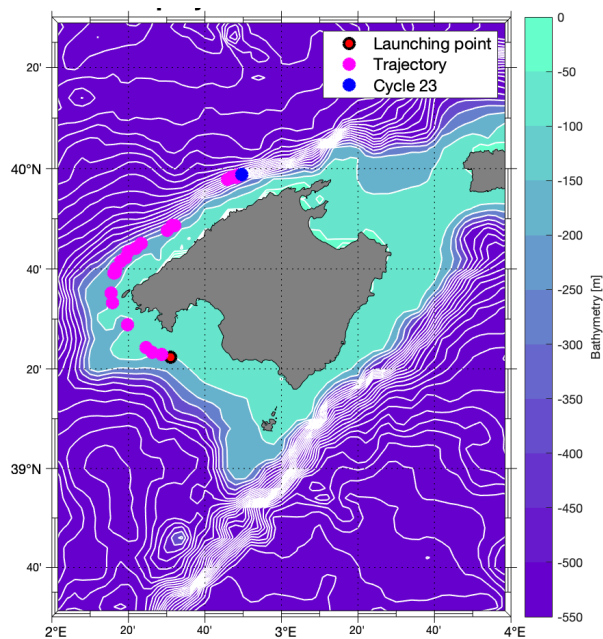 Launching point
Trajectory
Cycle 23
20'
40°N
40'
20'
39°N
40'
2°E
20'
40'
3°E
20'
40'
4°E
0
-50
-100
-150
-200
-250
-300
-350
-400
-450
-500
-550
Bathymetry [m]